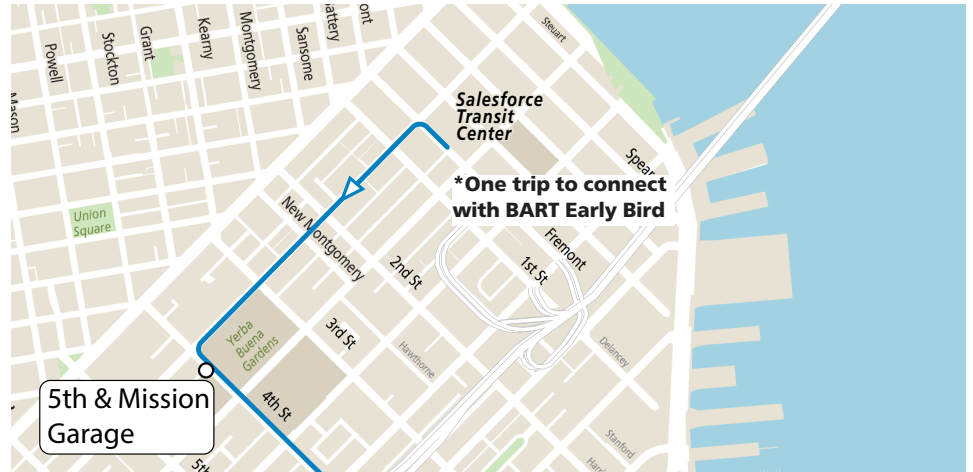 Mason
Powell
Stockton
Grant
Kearny
Montgomery
Sansome
Steuart
Salesforce
Transit
Center
Spear
*One trip to connect
with BART Early Bird
Union
Square
New Montgomery
2nd St
Fremont
1st St
3rd St
Hawthorne
Delancey
Yerba
Buena
Gardens
4th St
5th & Mission
Garage
Stanford